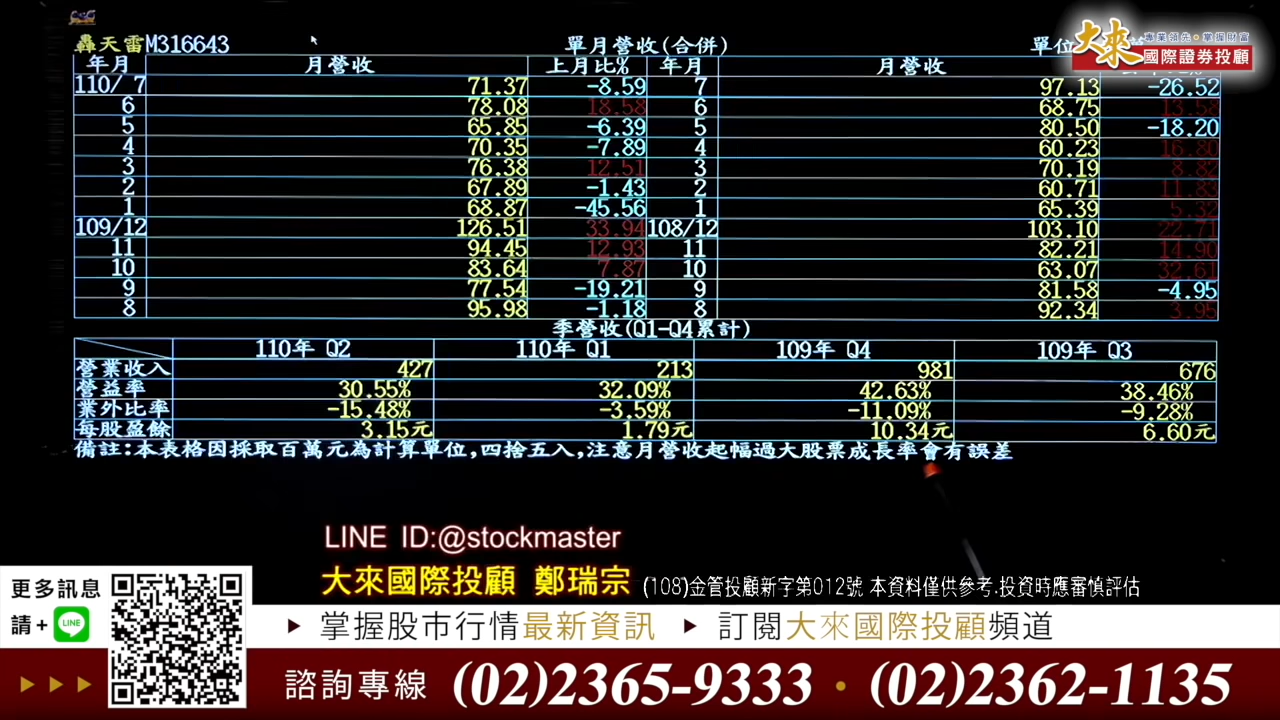 轟天雷M316643 單月營收(合併) 單位
大來 專業領先•掌握財富
國際證券投顧
年月 月營收 上月比% 年月 月營收
110/ 7 71.37 -8.59 7 97.13 -26.52
6 78.08 18.58 6 68.75 13.58
5 65.85 -6.39 5 80.50 -18.20
4 70.35 -7.89 4 60.23 16.80
3 76.38 12.51 3 70.19 8.82
2 67.89 -1.43 2 60.71 11.83
1 68.87 -45.56 1 65.39 5.32
109/12 126.51 33.94 108/12 103.10 22.71
11 94.45 12.93 11 82.21 14.90
10 83.64 7.87 10 63.07 32.61
9 77.54 -19.21 9 81.58 -4.95
8 95.98 -1.18 8 92.34 3.95
季營收(Q1-Q4累計)
110年 Q2 110年 Q1 109年 Q4 109年 Q3
營業收入 427 213 981 676
營益率 30.55% 32.09% 42.63% 38.46%
業外比率 -15.48% -3.59% -11.09% -9.28%
每股盈餘 3.15元 1.79元 10.34元 6.60元
備註:本表格因採取百萬元為計算單位,四捨五入,注意月營收起幅過大股票成長率會有誤差
LINE ID:@stockmaster
大來國際投顧 鄭瑞宗 (108)金管投顧新字第012號 本資料僅供參考.投資時應審慎評估
更多訊息
請+ LINE
掌握股市行情最新資訊 訂閱大來國際投顧頻道
諮詢專線 (02)2365-9333 • (02)2362-1135